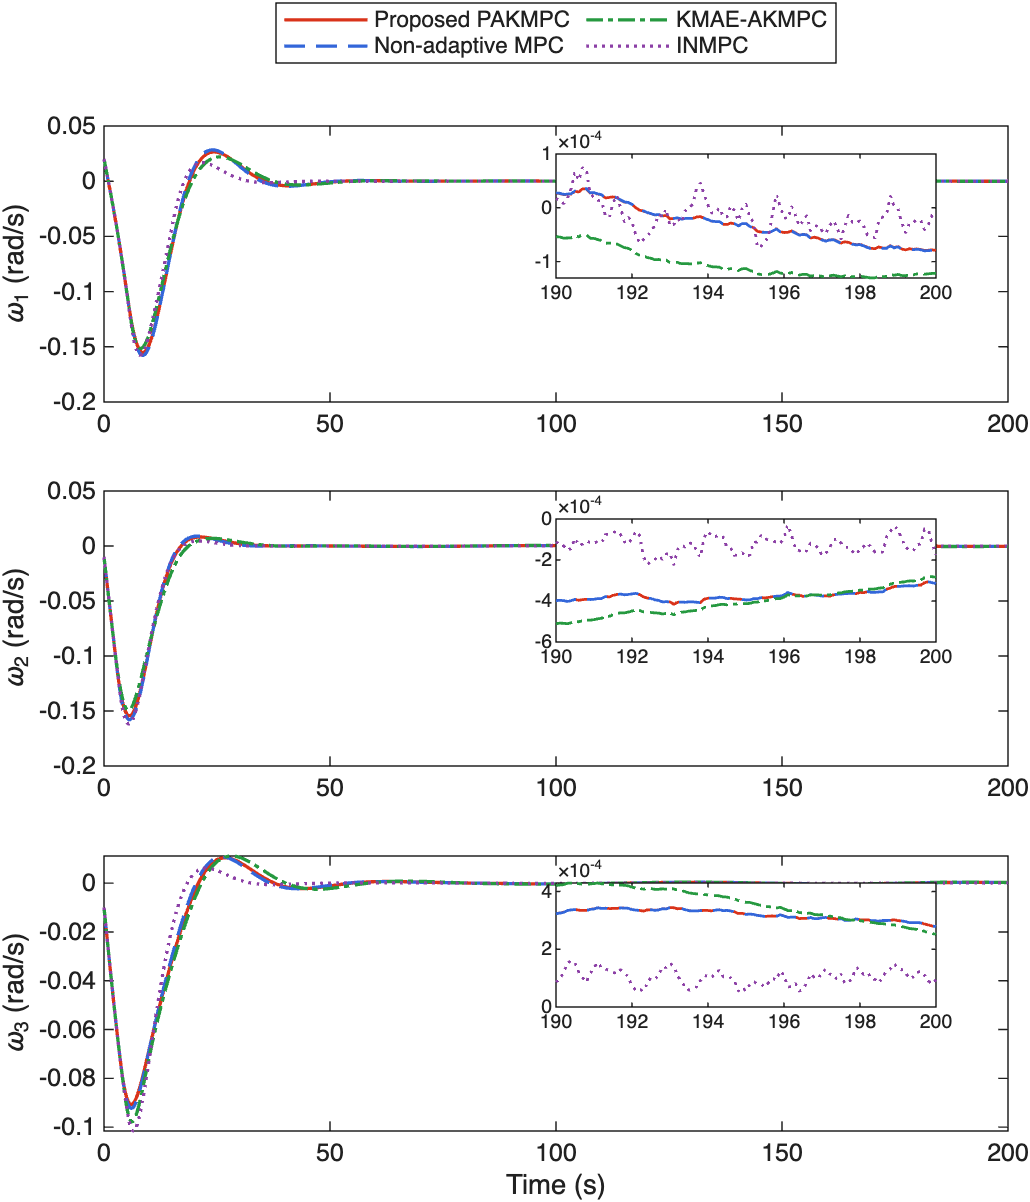 Proposed PAKMPC KMAE-AKMPC
Non-adaptive MPC INMPC
0.05
0
-0.05
-0.1
-0.15
-0.2
ω1 (rad/s)
0 50 100 150 200
×10-4
1
0
-1
190 192 194 196 198 200
0.05
0
-0.05
-0.1
-0.15
-0.2
ω2 (rad/s)
0 50 100 150 200
×10-4
0
-2
-4
-6
190 192 194 196 198 200
0
-0.02
-0.04
-0.06
-0.08
-0.1
ω3 (rad/s)
0 50 100 150 200
×10-4
4
2
0
190 192 194 196 198 200
Time (s)